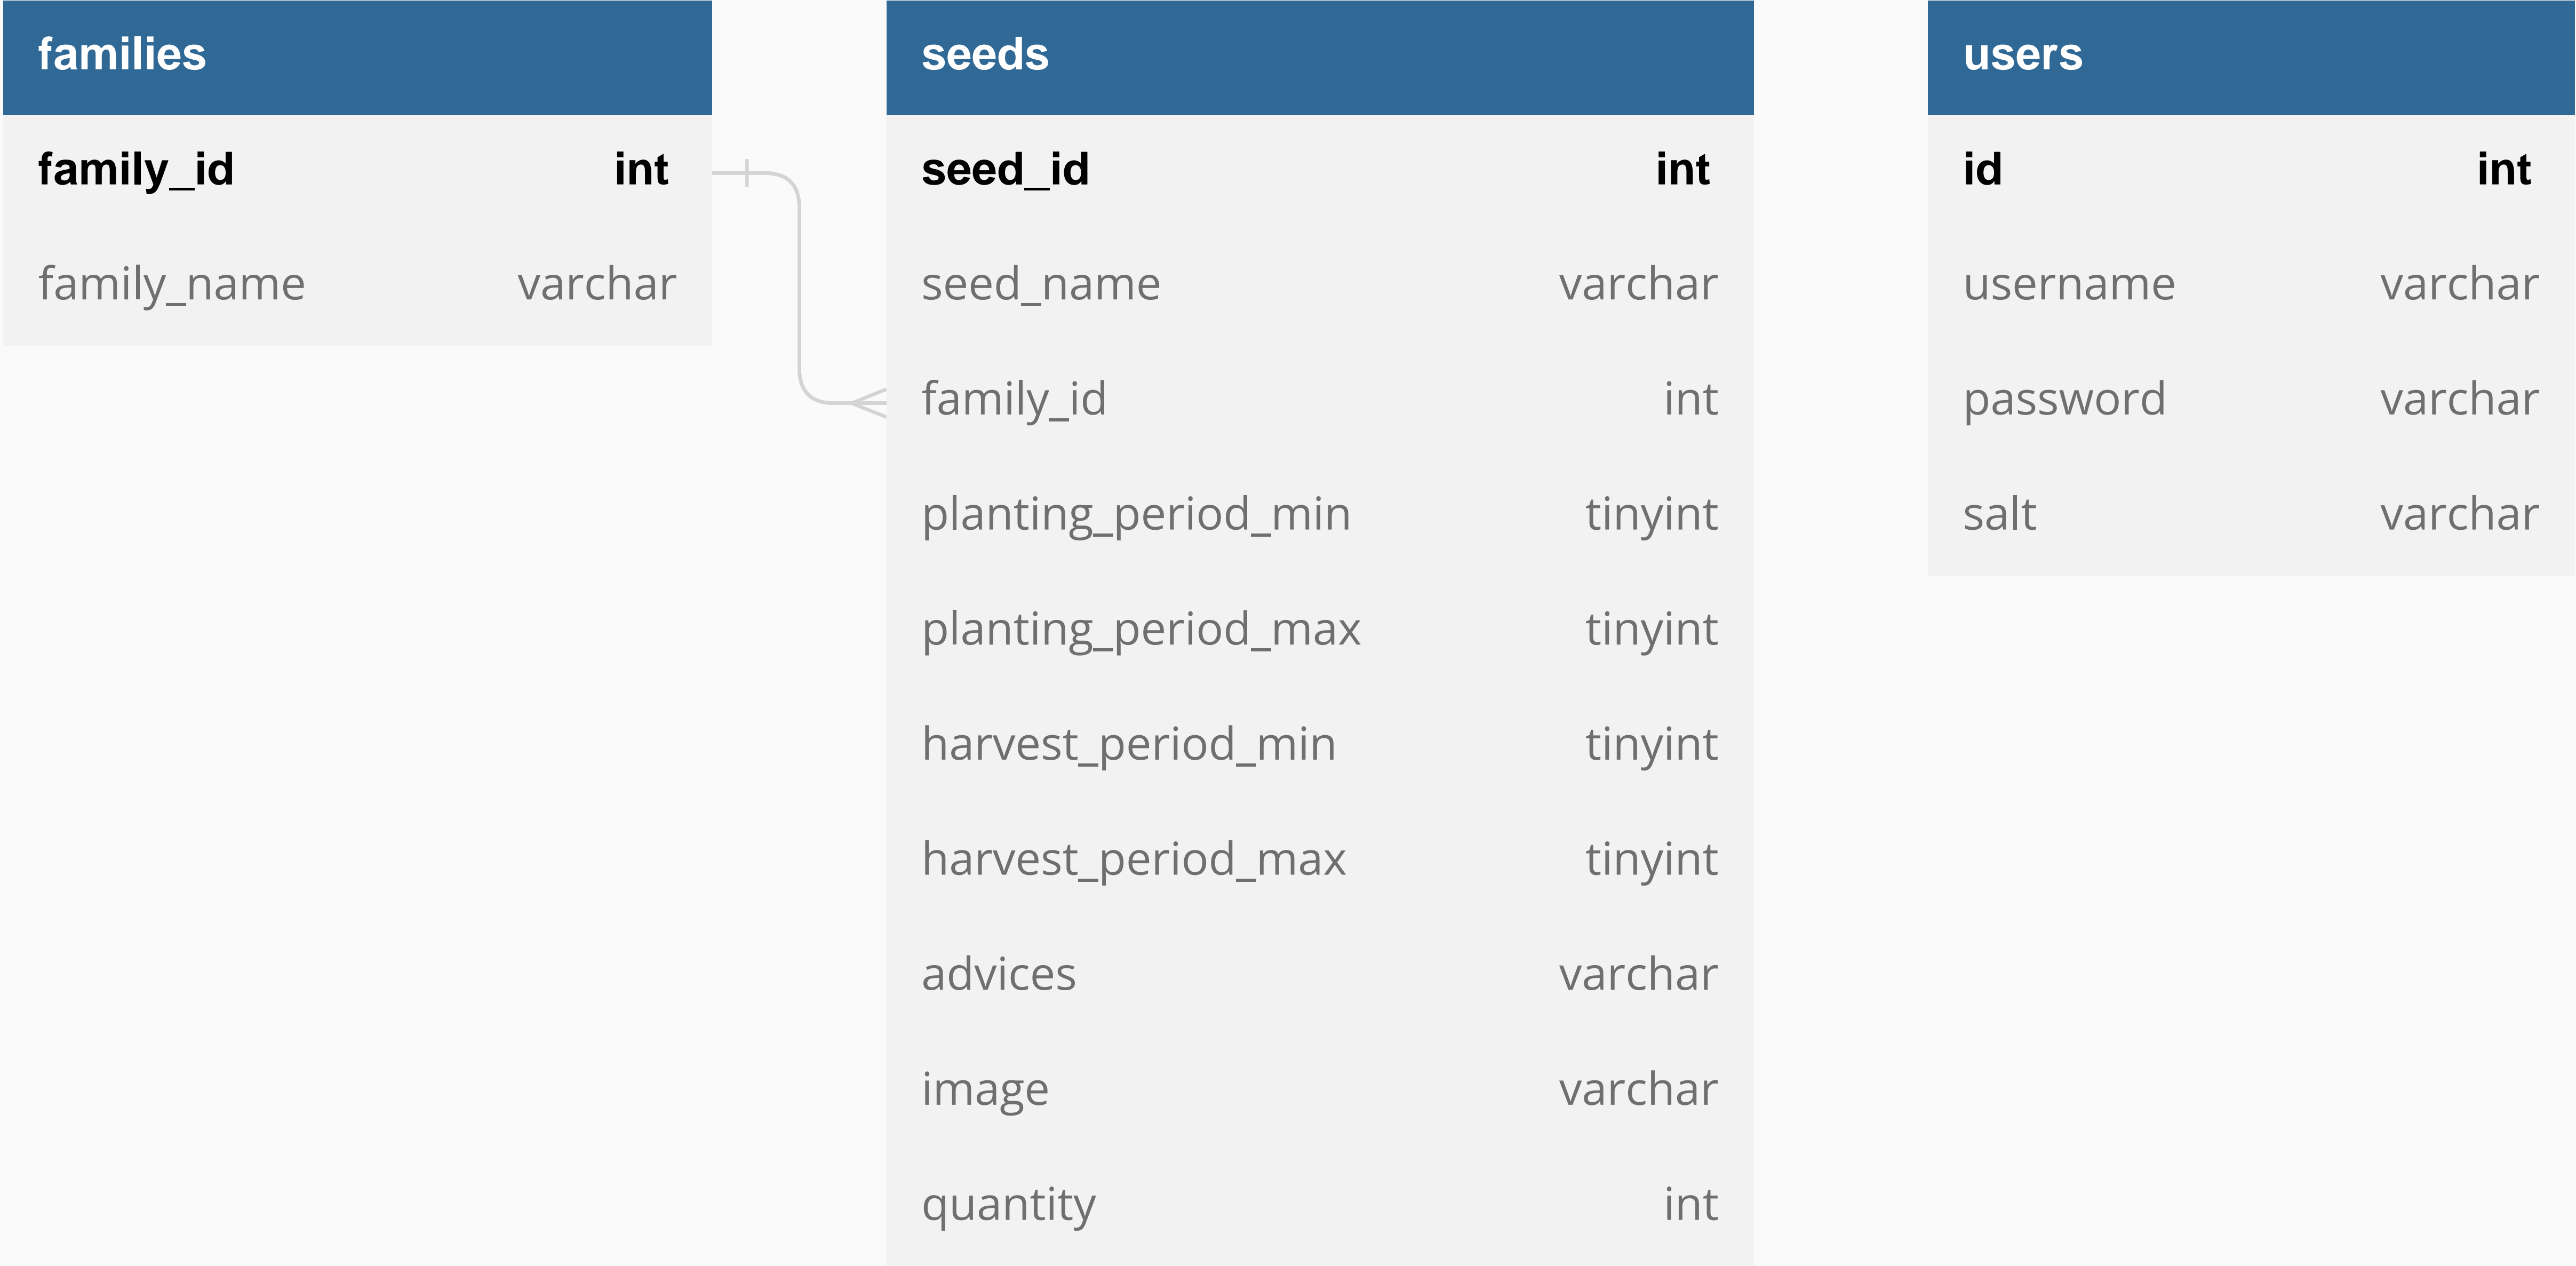 families
family_id int
family_name varchar
seeds
seed_id int
seed_name varchar
family_id int
planting_period_min tinyint
planting_period_max tinyint
harvest_period_min tinyint
harvest_period_max tinyint
advices varchar
image varchar
quantity int
users
id int
username varchar
password varchar
salt varchar